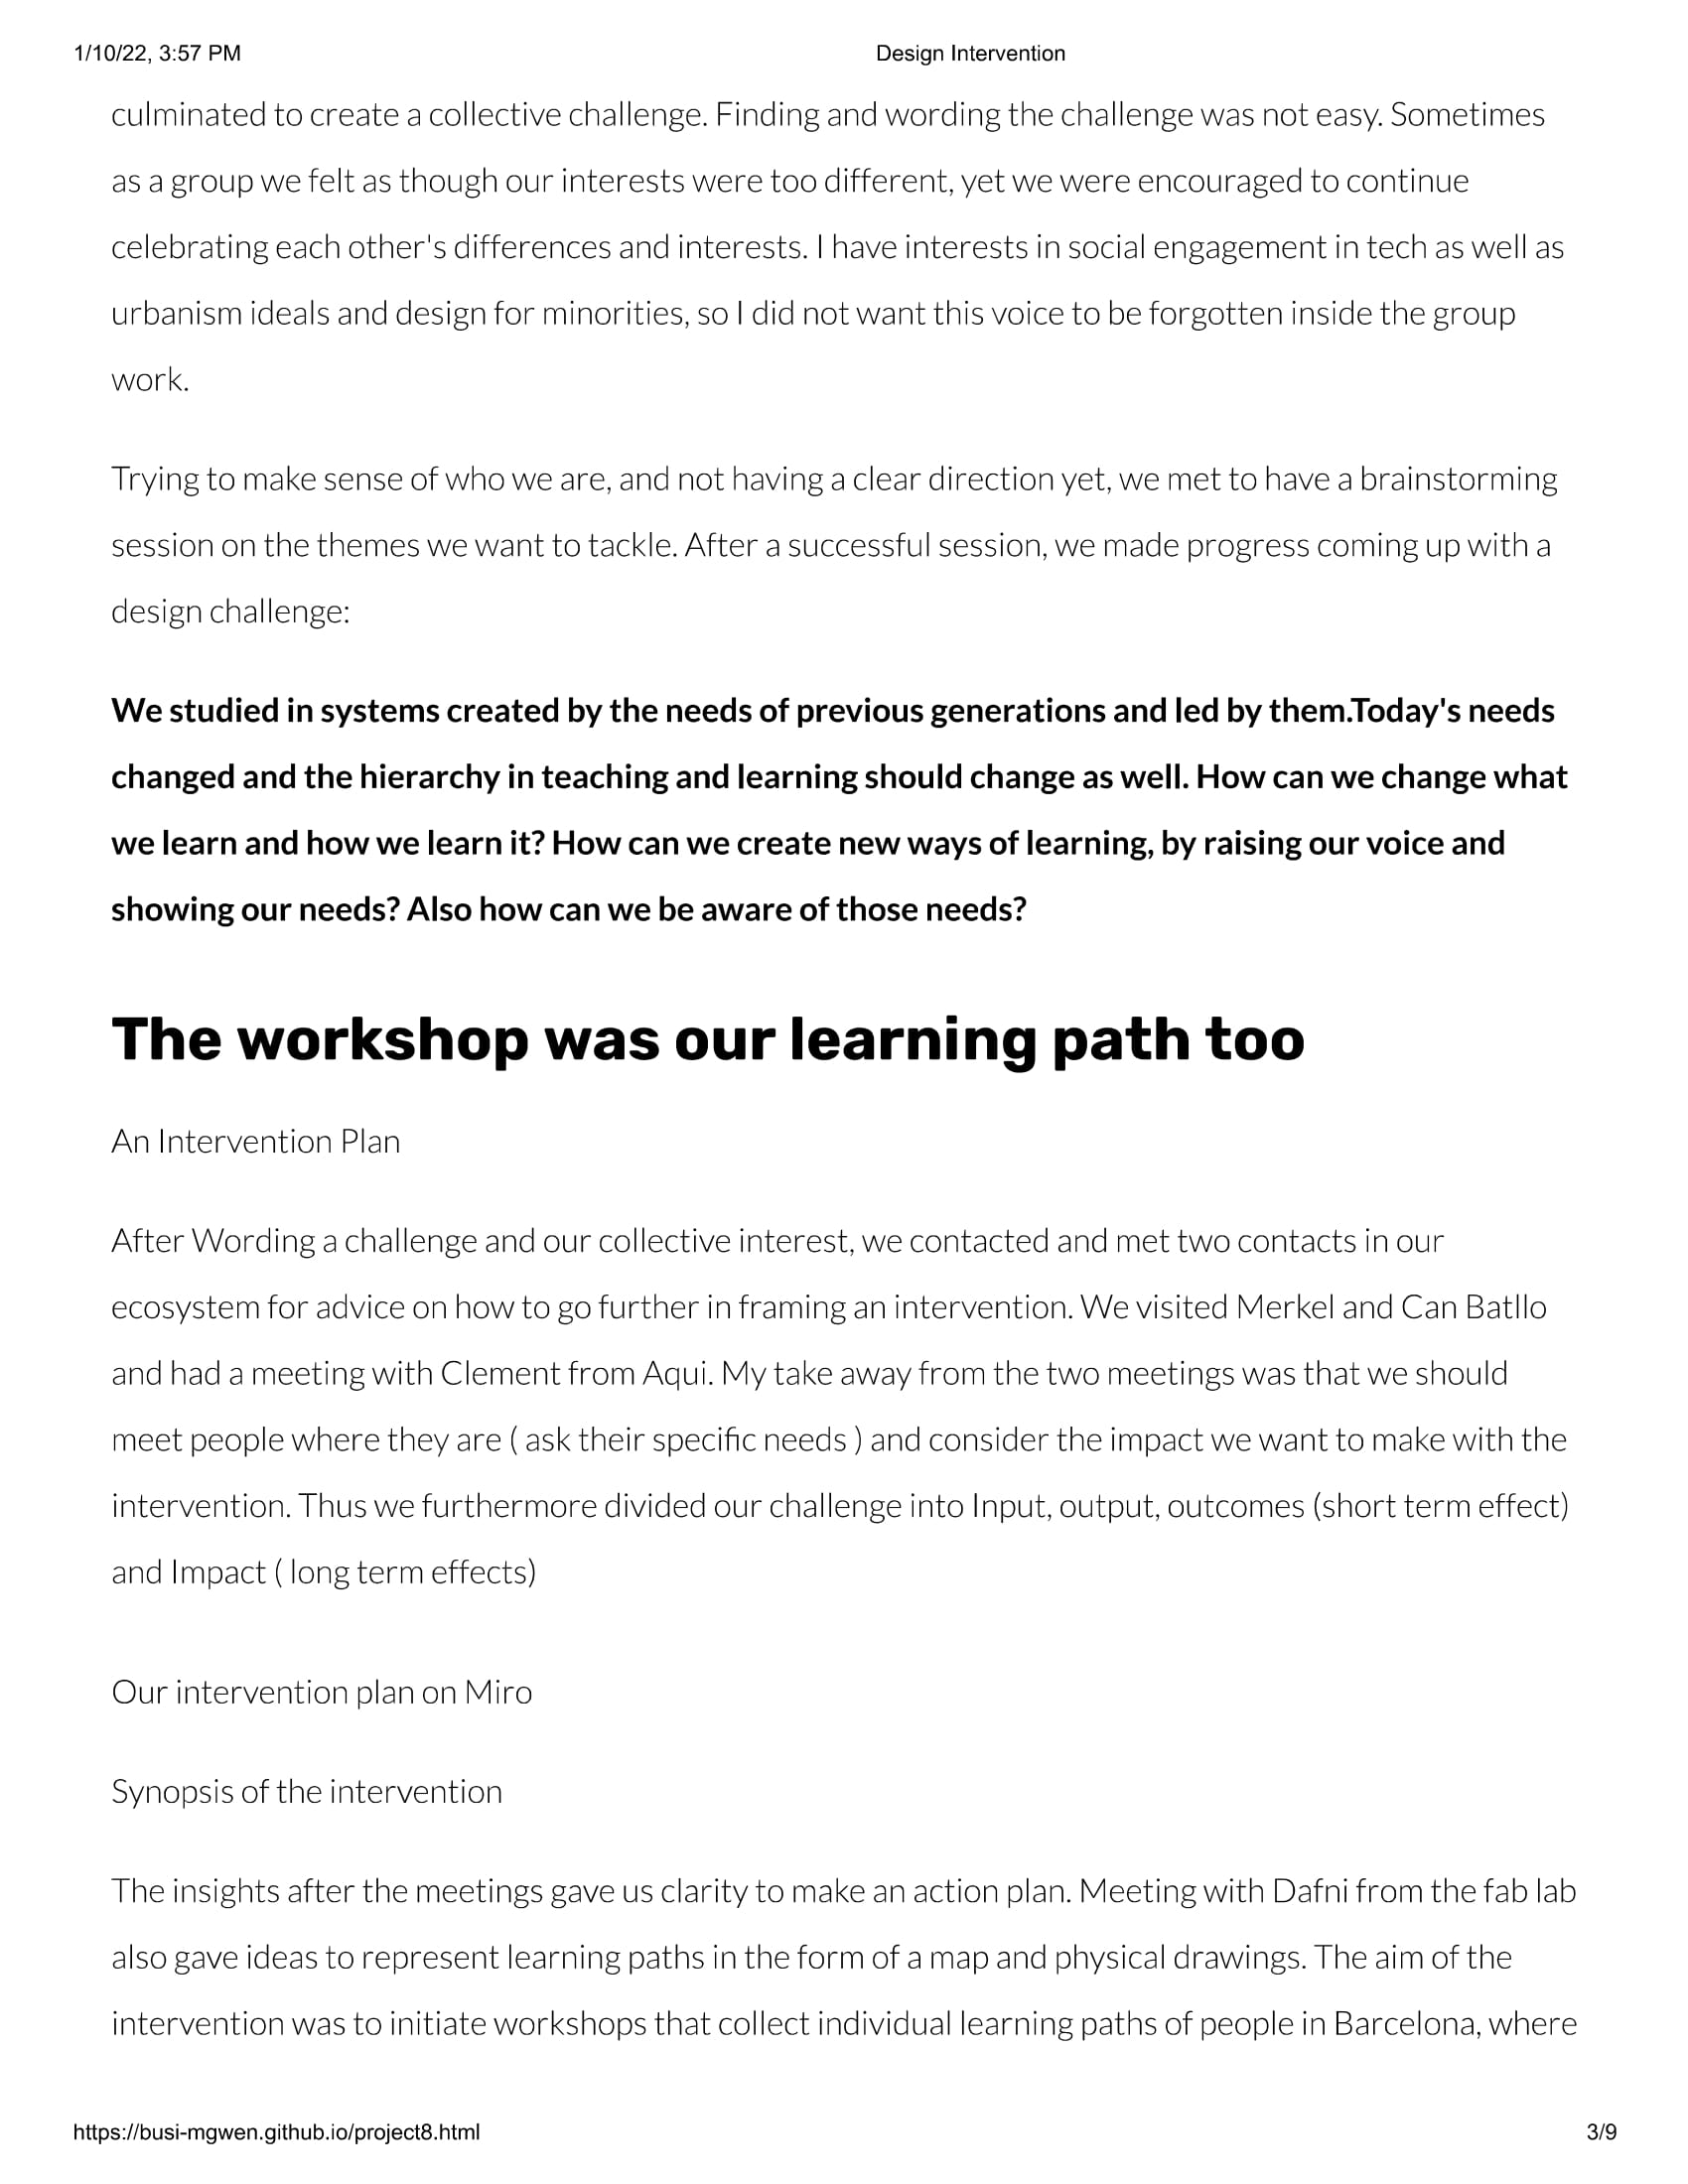 1/10/22, 3:57 PM
Design Intervention
culminated to create a collective challenge. Finding and wording the challenge was not easy. Sometimes
as a group we felt as though our interests were too different, yet we were encouraged to continue
celebrating each other's differences and interests. I have interests in social engagement in tech as well as
urbanism ideals and design for minorities, so I did not want this voice to be forgotten inside the group
work.
Trying to make sense of who we are, and not having a clear direction yet, we met to have a brainstorming
session on the themes we want to tackle. After a successful session, we made progress coming up with a
design challenge:
We studied in systems created by the needs of previous generations and led by them.Today's needs
changed and the hierarchy in teaching and learning should change as well. How can we change what
we learn and how we learn it? How can we create new ways of learning, by raising our voice and
showing our needs? Also how can we be aware of those needs?
The workshop was our learning path too
An Intervention Plan
After Wording a challenge and our collective interest, we contacted and met two contacts in our
ecosystem for advice on how to go further in framing an intervention. We visited Merkel and Can Batllo
and had a meeting with Clement from Aqui. My take away from the two meetings was that we should
meet people where they are ( ask their specific needs ) and consider the impact we want to make with the
intervention. Thus we furthermore divided our challenge into Input, output, outcomes (short term effect)
and Impact ( long term effects)
Our intervention plan on Miro
Synopsis of the intervention
The insights after the meetings gave us clarity to make an action plan. Meeting with Dafni from the fab lab
also gave ideas to represent learning paths in the form of a map and physical drawings. The aim of the
intervention was to initiate workshops that collect individual learning paths of people in Barcelona, where
https://busi-mgwen.github.io/project8.html
3/9